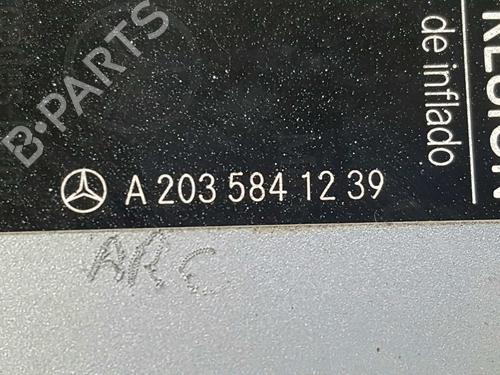 B-PARTS
de inflado
A 203 584 12 39
ARC